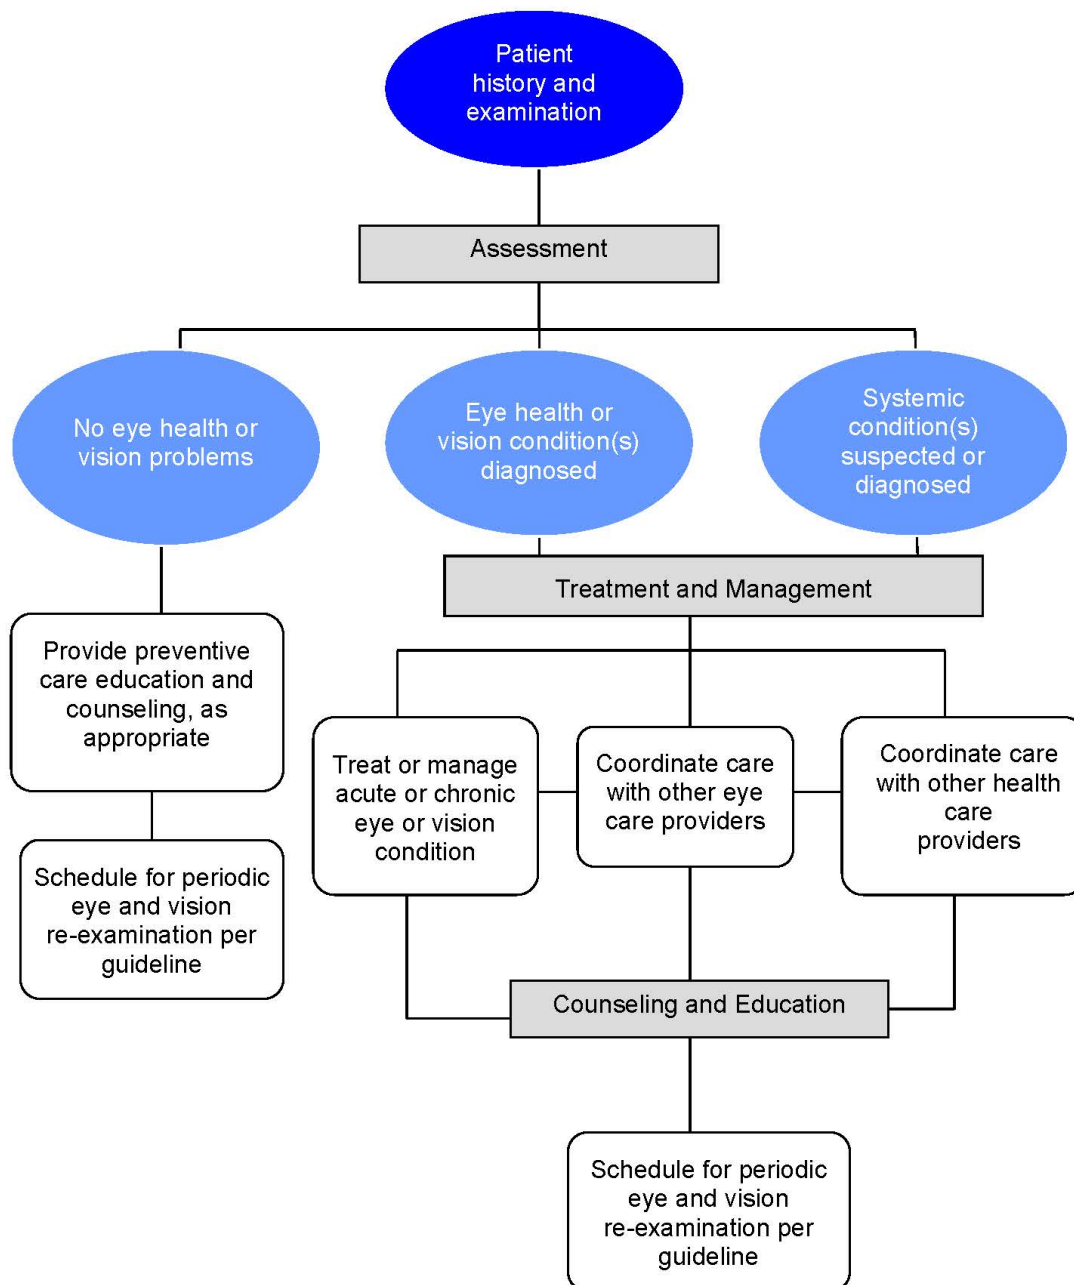 Patient
history and
examination
Assessment
No eye health or
vision problems
Eye health or
vision condition(s)
diagnosed
Systemic
condition(s)
suspected or
diagnosed
Treatment and Management
Provide preventive
care education and
counseling, as
appropriate
Treat or manage
acute or chronic
eye or vision
condition
Coordinate care
with other eye
care providers
Coordinate care
with other health
care
providers
Schedule for periodic
eye and vision
re-examination per
guideline
Counseling and Education
Schedule for periodic
eye and vision
re-examination per
guideline